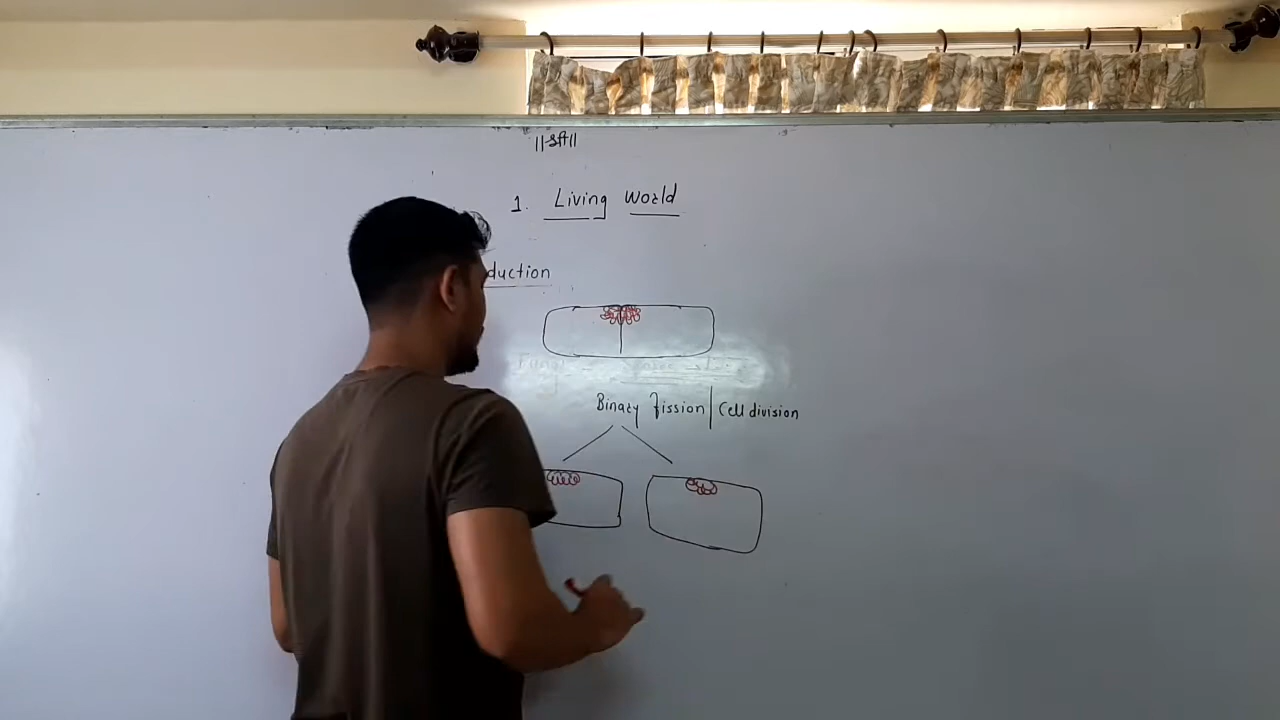 ||श्री||
1. Living World
duction
Binary Fission | Cell division